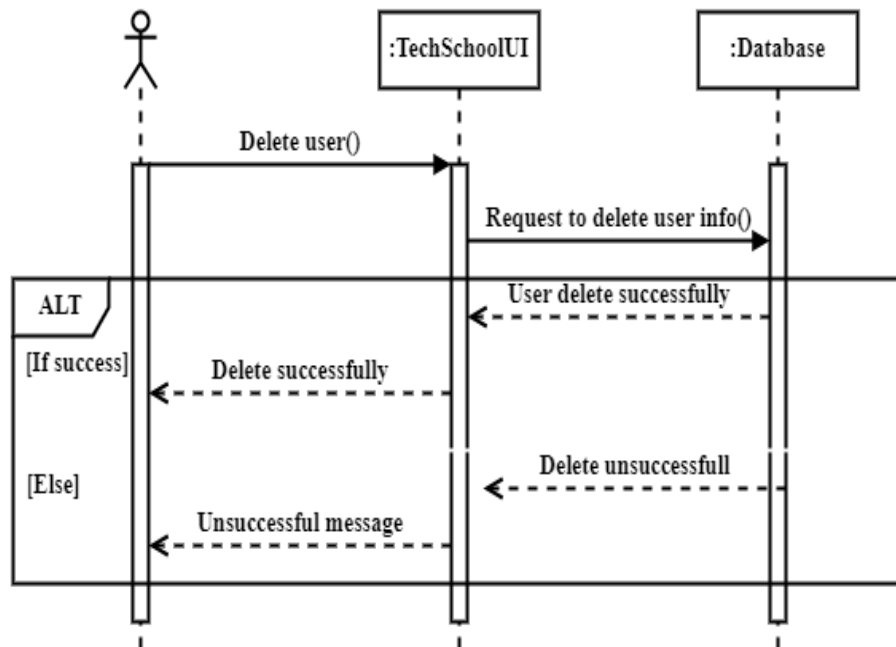 :TechSchoolUI
:Database
Delete user()
Request to delete user info()
ALT
User delete successfully
[If success]
Delete successfully
Delete unsuccessfull
[Else]
Unsuccessful message